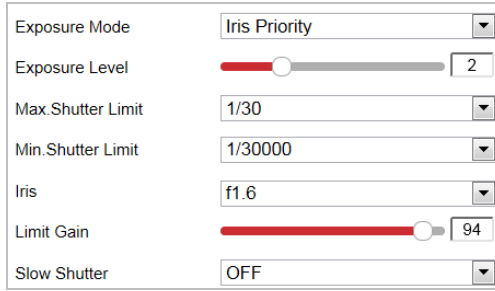 Exposure Mode Iris Priority
Exposure Level 2
Max.Shutter Limit 1/30
Min.Shutter Limit 1/30000
Iris f1.6
Limit Gain 94
Slow Shutter OFF